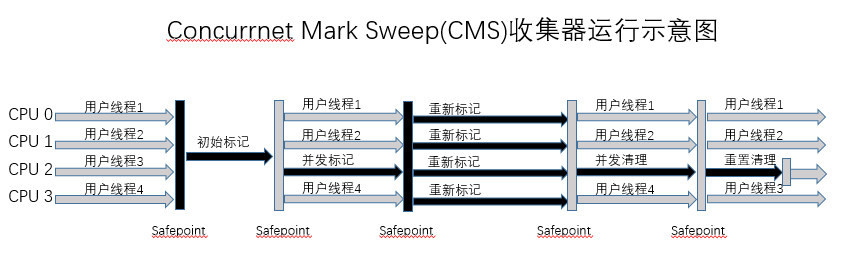 Concurrnet Mark Sweep(CMS)收集器运行示意图
CPU 0 用户线程1 用户线程1 重新标记 用户线程1 用户线程1
CPU 1 用户线程2 初始标记 用户线程2 重新标记 用户线程2 用户线程2
CPU 2 用户线程3 并发标记 重新标记 并发清理 重置清理
CPU 3 用户线程4 用户线程4 重新标记 用户线程4 用户线程3
Safepoint Safepoint Safepoint Safepoint Safepoint